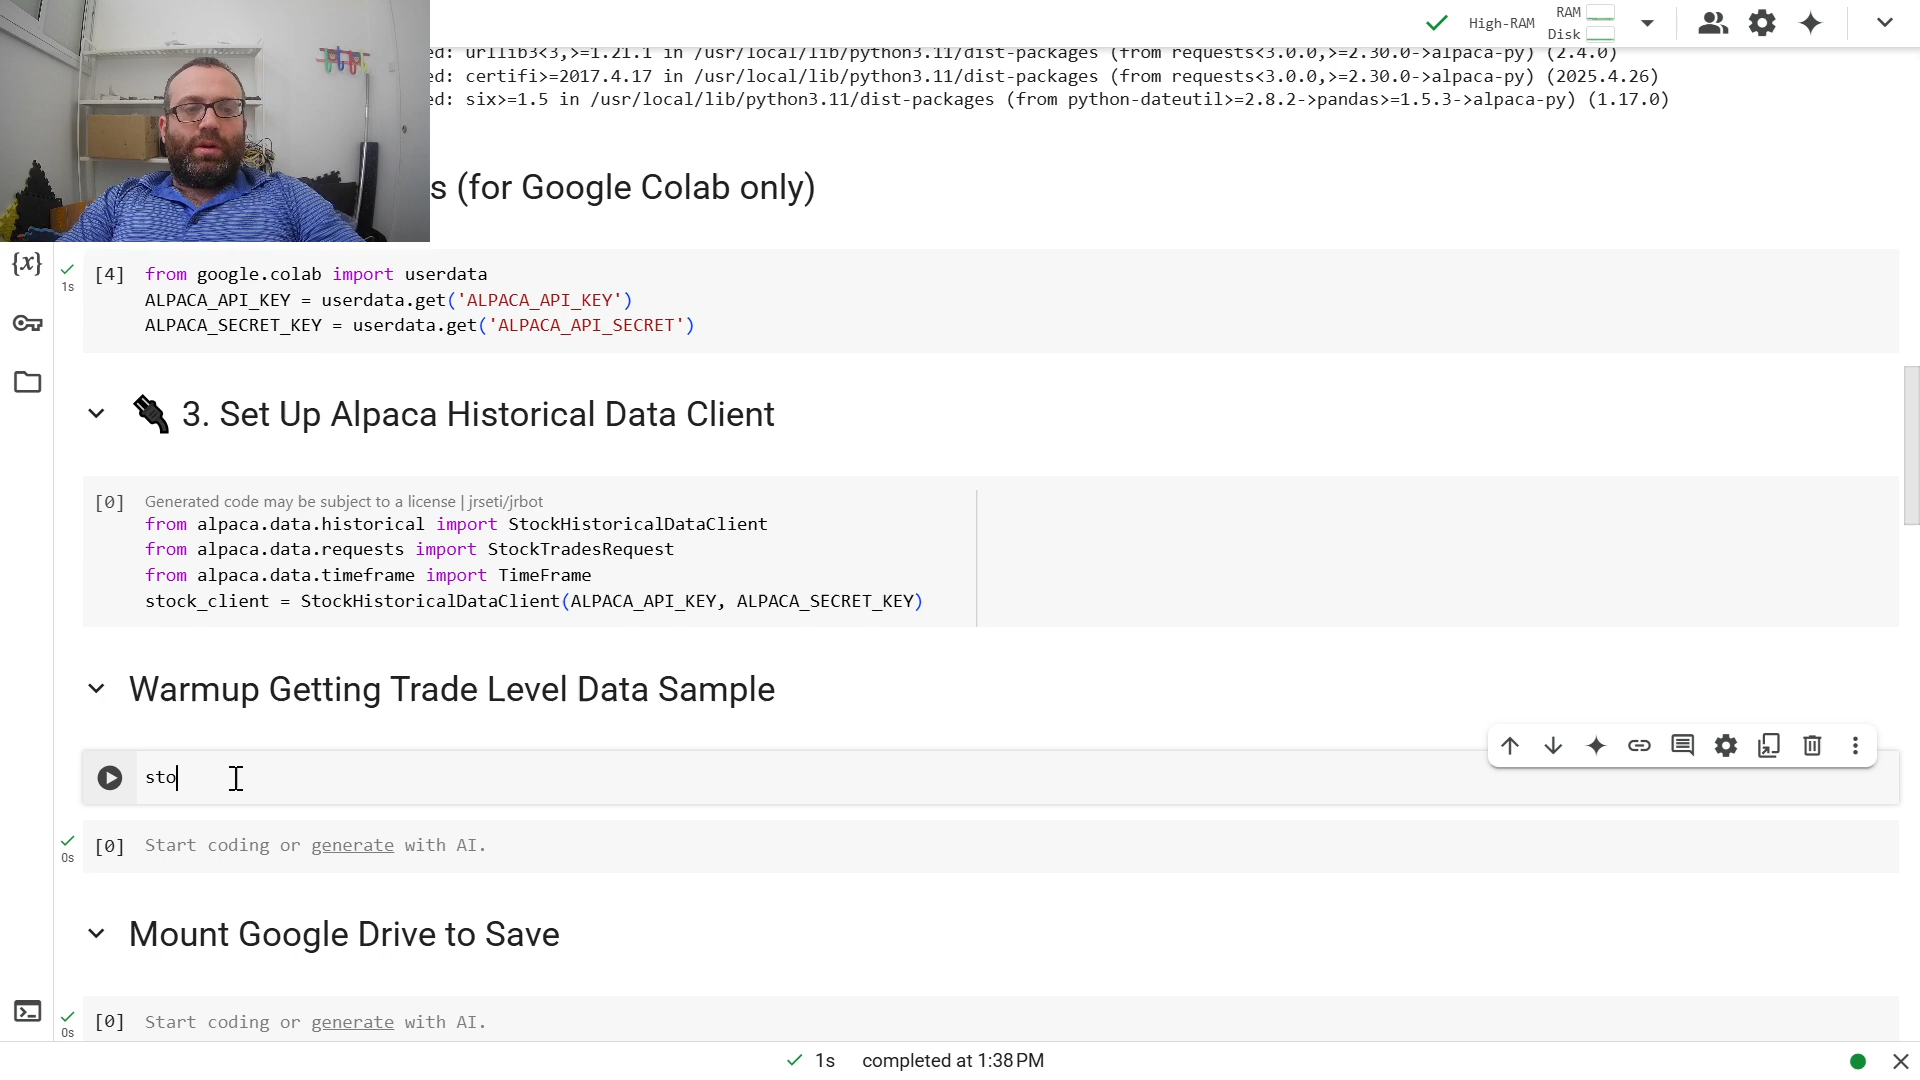 High-RAM
RAM
Disk
ed: urllib3<3,>=1.21.1 in /usr/local/lib/python3.11/dist-packages (from requests<3.0.0,>=2.30.0->alpaca-py) (2.4.0)
ed: certifi>=2017.4.17 in /usr/local/lib/python3.11/dist-packages (from requests<3.0.0,>=2.30.0->alpaca-py) (2025.4.26)
ed: six>=1.5 in /usr/local/lib/python3.11/dist-packages (from python-dateutil>=2.8.2->pandas>=1.5.3->alpaca-py) (1.17.0)
s (for Google Colab only)
{x}
1s
[4] from google.colab import userdata
ALPACA_API_KEY = userdata.get('ALPACA_API_KEY')
ALPACA_SECRET_KEY = userdata.get('ALPACA_API_SECRET')
3. Set Up Alpaca Historical Data Client
[0] Generated code may be subject to a license | jrseti/jrbot
from alpaca.data.historical import StockHistoricalDataClient
from alpaca.data.requests import StockTradesRequest
from alpaca.data.timeframe import TimeFrame
stock_client = StockHistoricalDataClient(ALPACA_API_KEY, ALPACA_SECRET_KEY)
Warmup Getting Trade Level Data Sample
sto
[0] Start coding or generate with AI.
0s
Mount Google Drive to Save
[0] Start coding or generate with AI.
0s
1s completed at 1:38 PM